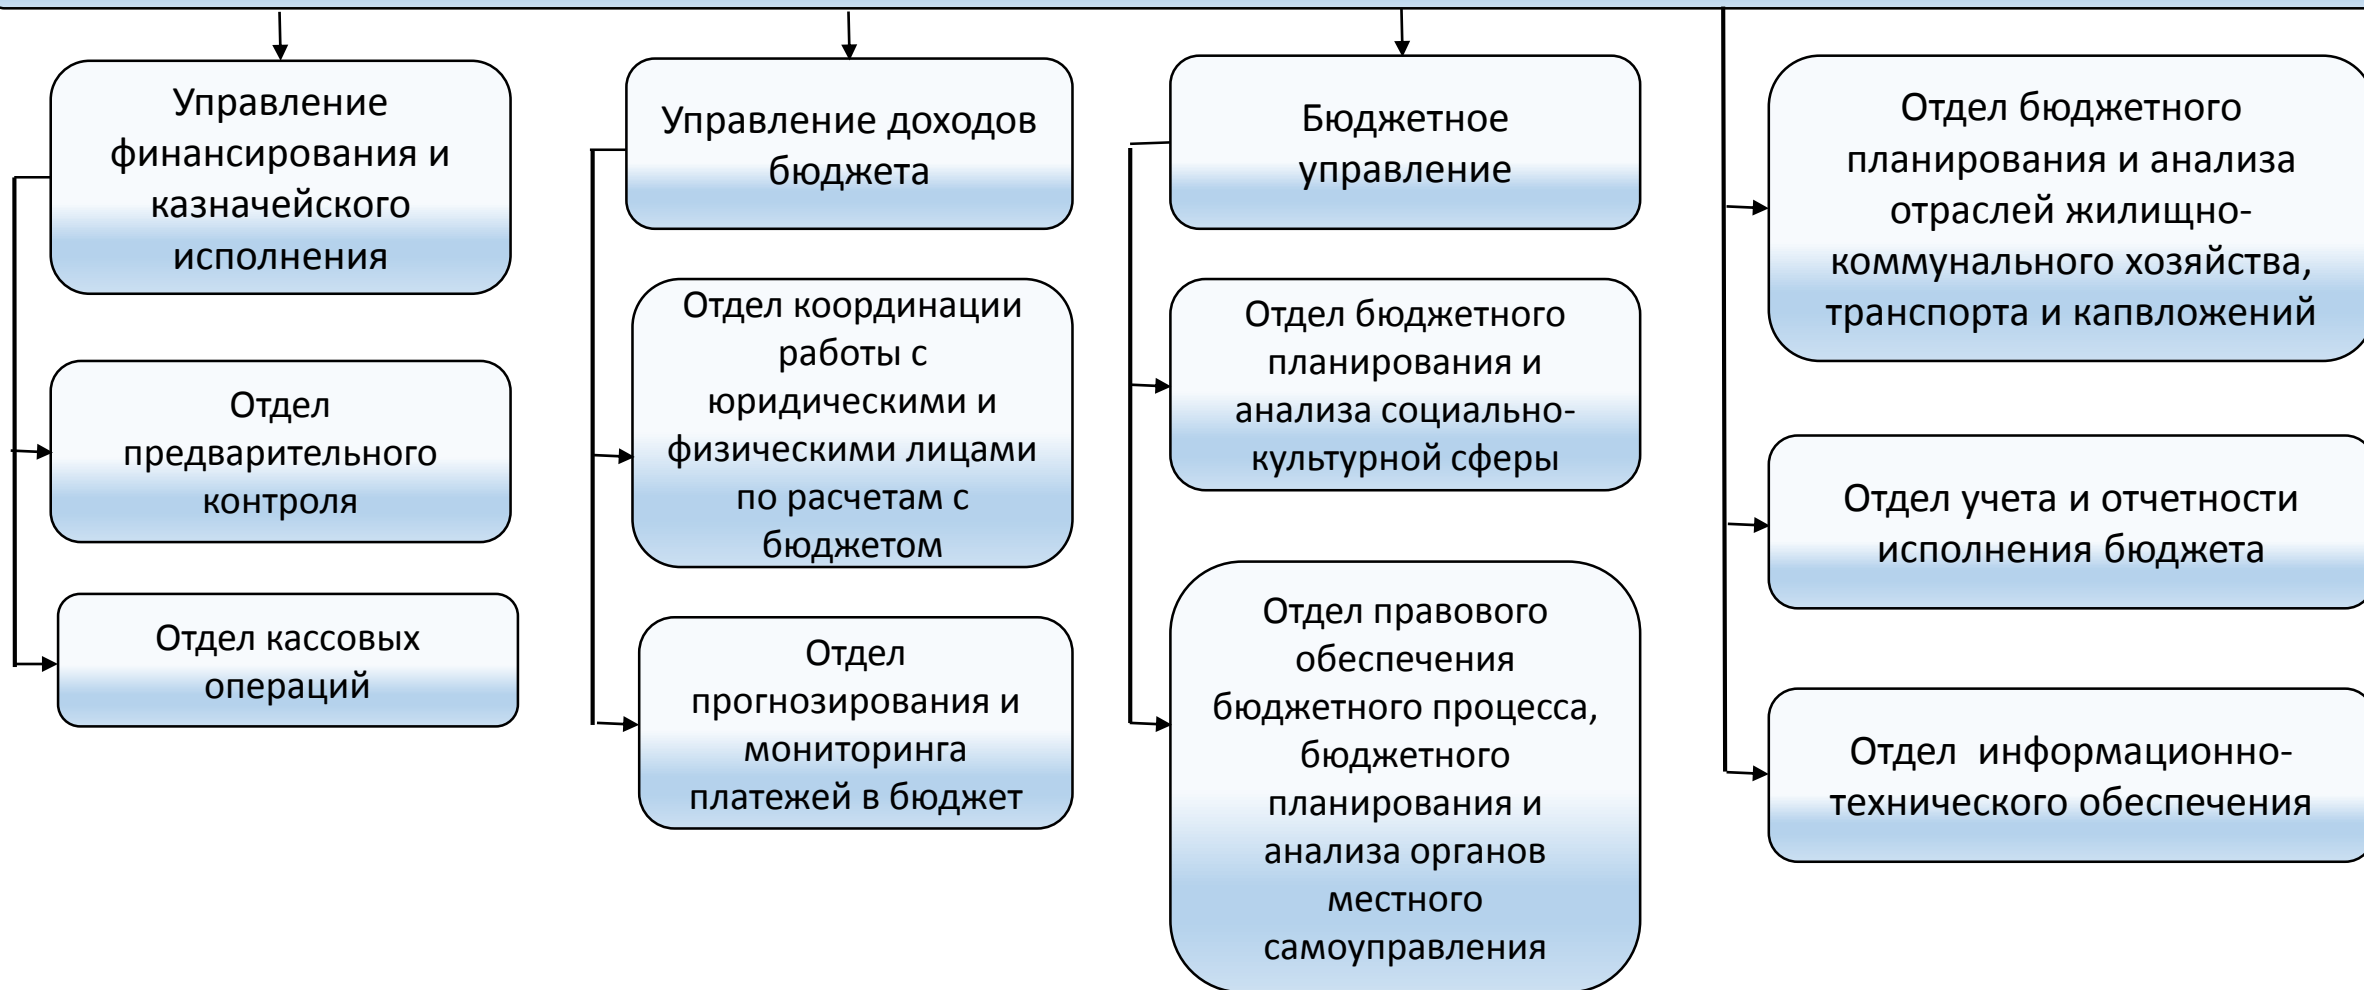 Управление
финансирования и
казначейского
исполнения
Отдел
предварительного
контроля
Отдел кассовых
операций
Управление доходов
бюджета
Отдел координации
работы с
юридическими и
физическими лицами
по расчетам с
бюджетом
Отдел
прогнозирования и
мониторинга
платежей в бюджет
Бюджетное
управление
Отдел бюджетного
планирования и
анализа социально-
культурной сферы
Отдел правового
обеспечения
бюджетного процесса,
бюджетного
планирования и
анализа органов
местного
самоуправления
Отдел бюджетного
планирования и анализа
отраслей жилищно-
коммунального хозяйства,
транспорта и капвложений
Отдел учета и отчетности
исполнения бюджета
Отдел  информационно-
технического обеспечения